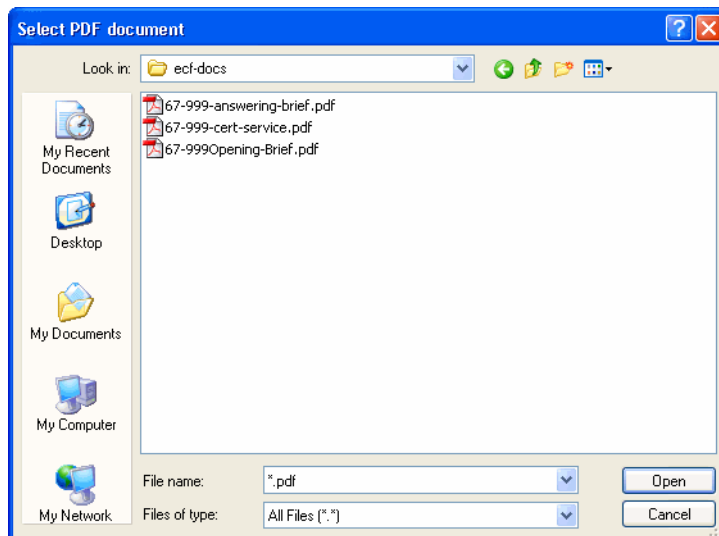 Select PDF document
?
Look in:
ecf-docs
67-999-answering-brief.pdf
67-999-cert-service.pdf
67-999Opening-Brief.pdf
My Recent
Documents
Desktop
My Documents
My Computer
My Network
File name:
*.pdf
Open
Files of type:
All Files (*.*)
Cancel